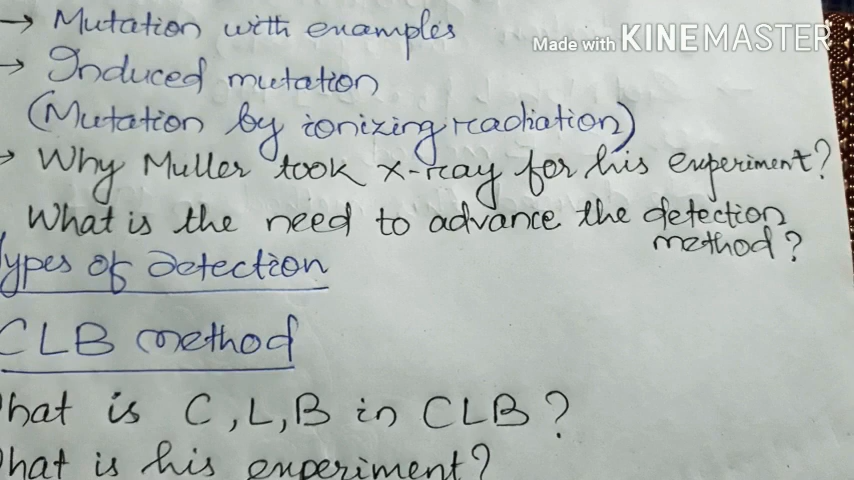 → Mutation with examples
Made with KINEMASTER
→ Induced mutation
(Mutation by ionizing radiation)
→ Why Muller took X-ray for his experiment?
What is the need to advance the detection
method?
ypes of Detection
CLB method
hat is C, L, B in CLB?
hat is his experiment?